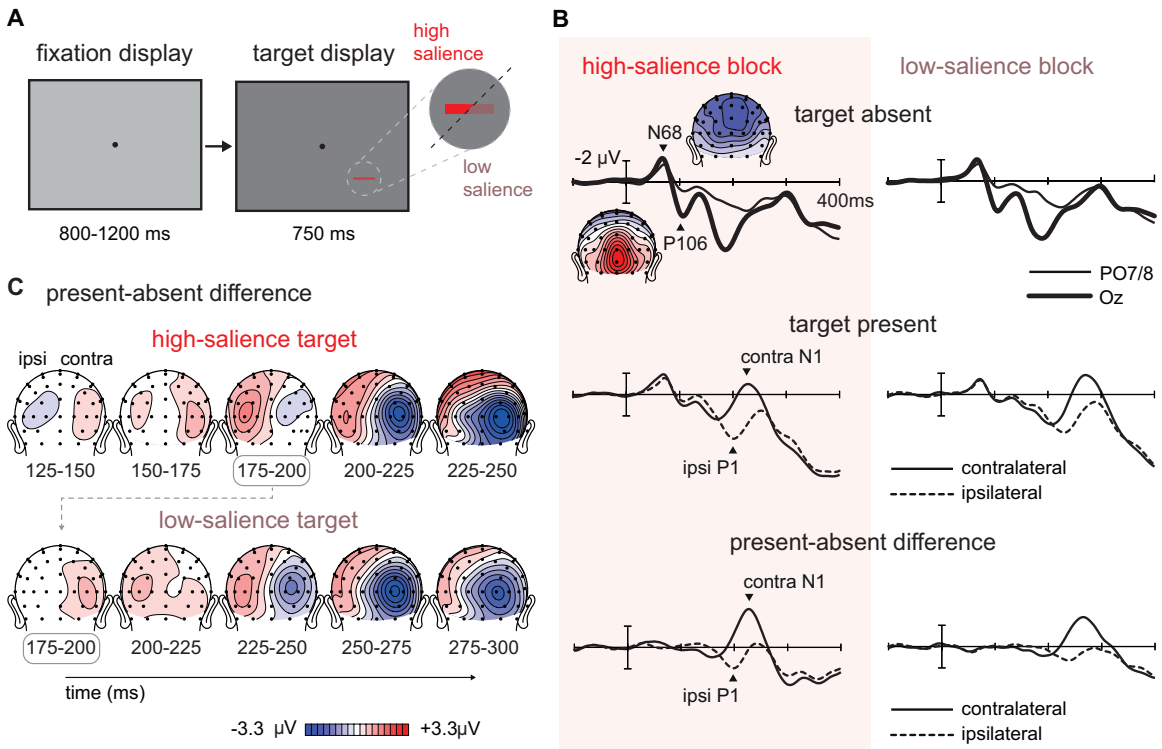 A
fixation display
target display
high
salience
low
salience
800-1200 ms
750 ms
B
high-salience block
low-salience block
target absent
N68
-2 µV
400ms
P106
PO7/8
Oz
target present
contra N1
ipsi P1
contralateral
ipsilateral
present-absent difference
contra N1
ipsi P1
contralateral
ipsilateral
C
present-absent difference
high-salience target
ipsi
contra
125-150
150-175
175-200
200-225
225-250
low-salience target
175-200
200-225
225-250
250-275
275-300
time (ms)
-3.3 µV +3.3µV